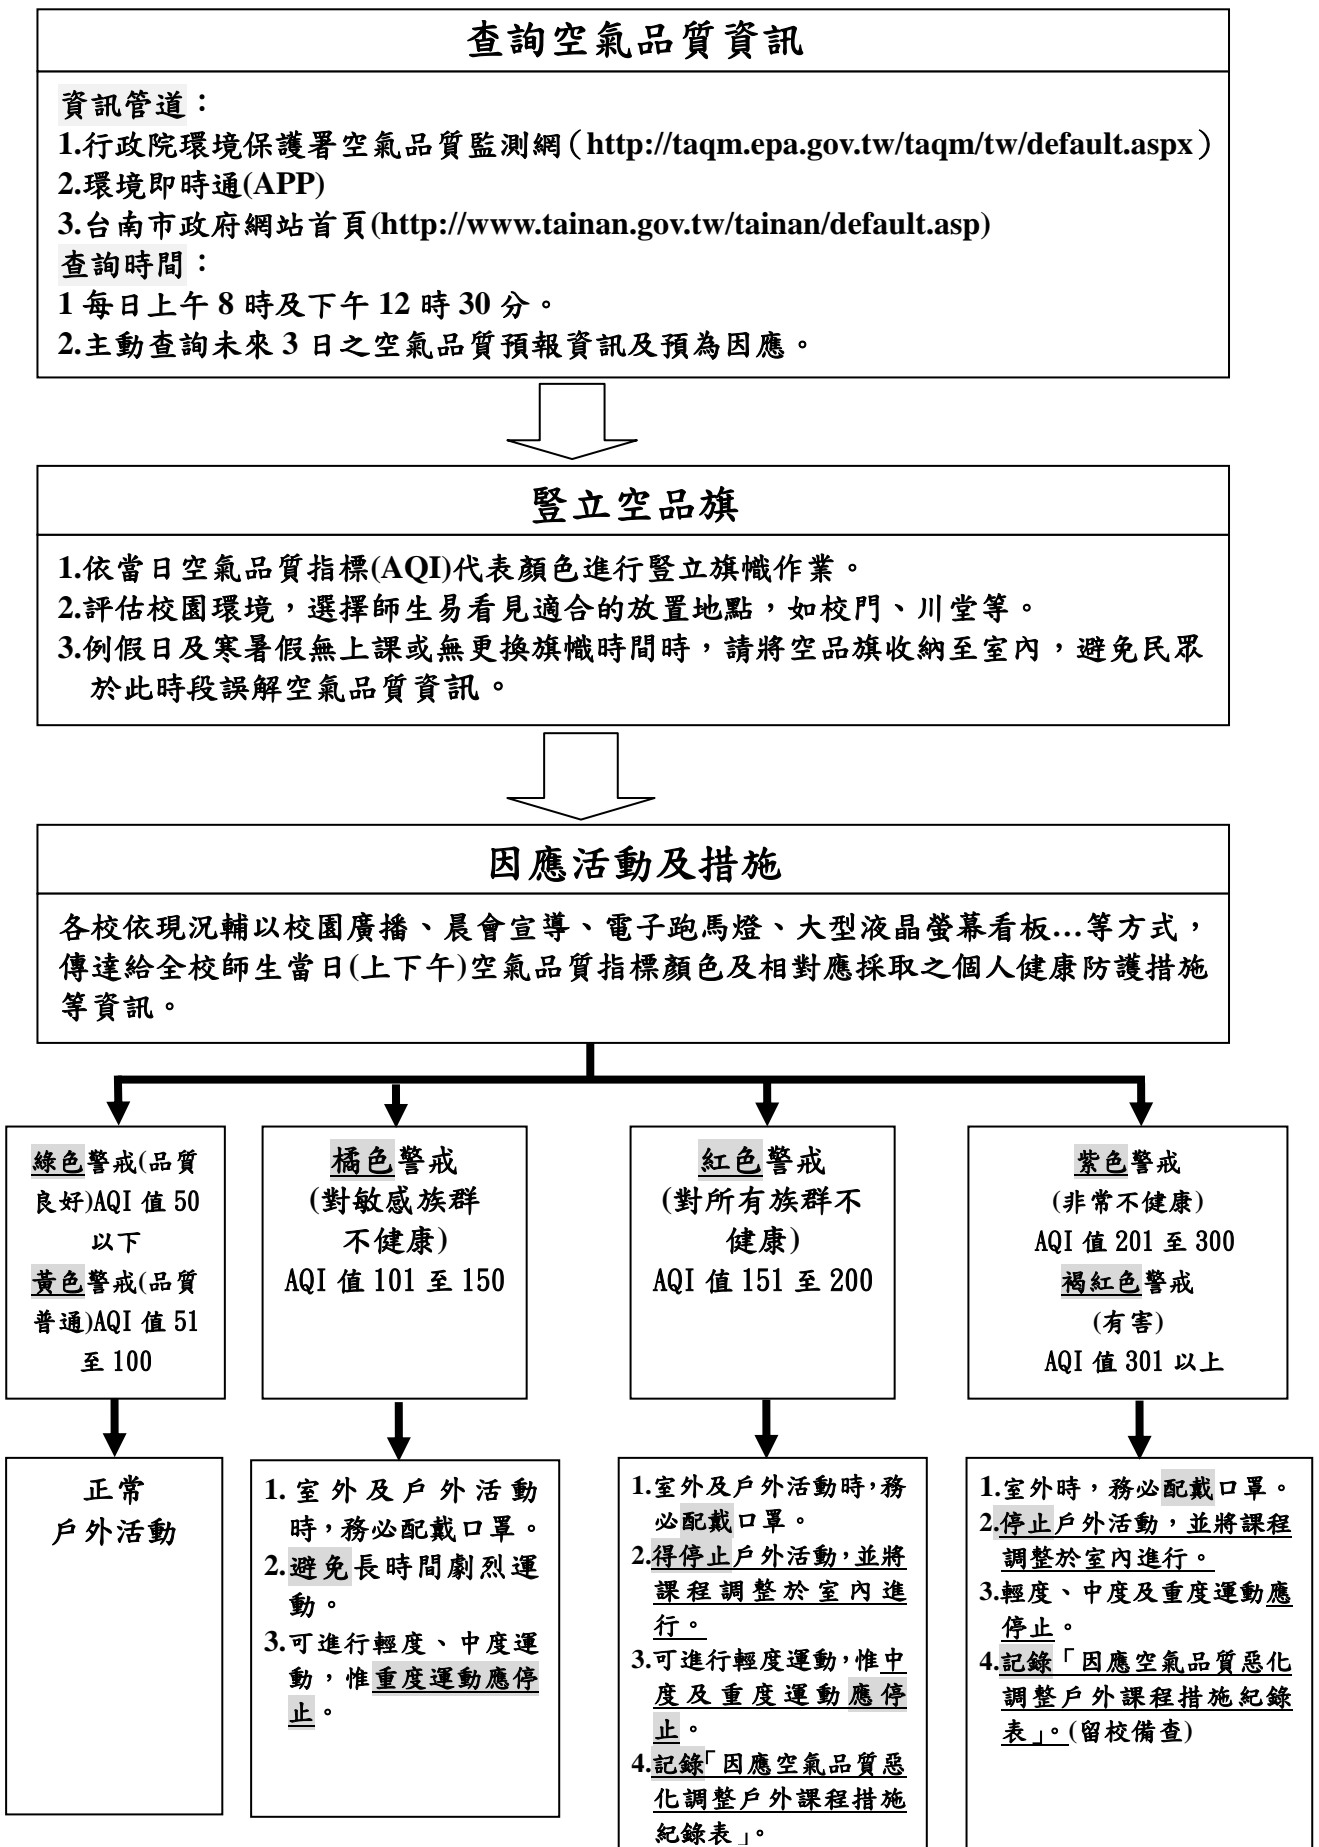 查詢空氣品質資訊
資訊管道：
1.行政院環境保護署空氣品質監測網（http://taqm.epa.gov.tw/taqm/tw/default.aspx）
2.環境即時通(APP)
3.台南市政府網站首頁(http://www.tainan.gov.tw/tainan/default.asp)
查詢時間：
1 每日上午 8 時及下午 12 時 30 分。
2.主動查詢未來 3 日之空氣品質預報資訊及預為因應。
豎立空品旗
1.依當日空氣品質指標(AQI)代表顏色進行豎立旗幟作業。
2.評估校園環境，選擇師生易看見適合的放置地點，如校門、川堂等。
3.例假日及寒暑假無上課或無更換旗幟時間時，請將空品旗收納至室內，避免民眾
於此時段誤解空氣品質資訊。
因應活動及措施
各校依現況輔以校園廣播、晨會宣導、電子跑馬燈、大型液晶螢幕看板…等方式，
傳達給全校師生當日(上下午)空氣品質指標顏色及相對應採取之個人健康防護措施
等資訊。
綠色警戒(品質
良好)AQI 值 50
以下
黃色警戒(品質
普通)AQI 值 51
至 100
橘色警戒
(對敏感族群
不健康)
AQI 值 101 至 150
紅色警戒
(對所有族群不
健康)
AQI 值 151 至 200
紫色警戒
(非常不健康)
AQI 值 201 至 300
褐紅色警戒
(有害)
AQI 值 301 以上
正常
戶外活動
1.室外及戶外活動
時，務必配戴口罩。
2.避免長時間劇烈運
動。
3.可進行輕度、中度運
動，惟重度運動應停
止。
1.室外及戶外活動時，務
必配戴口罩。
2.得停止戶外活動，並將
課程調整於室內進
行。
3.可進行輕度運動，惟中
度及重度運動應停
止。
4.記錄「因應空氣品質惡
化調整戶外課程措施
紀錄表」。
1.室外時，務必配戴口罩。
2.停止戶外活動，並將課程
調整於室內進行。
3.輕度、中度及重度運動應
停止。
4.記錄「因應空氣品質惡化
調整戶外課程措施紀錄
表」。(留校備查)